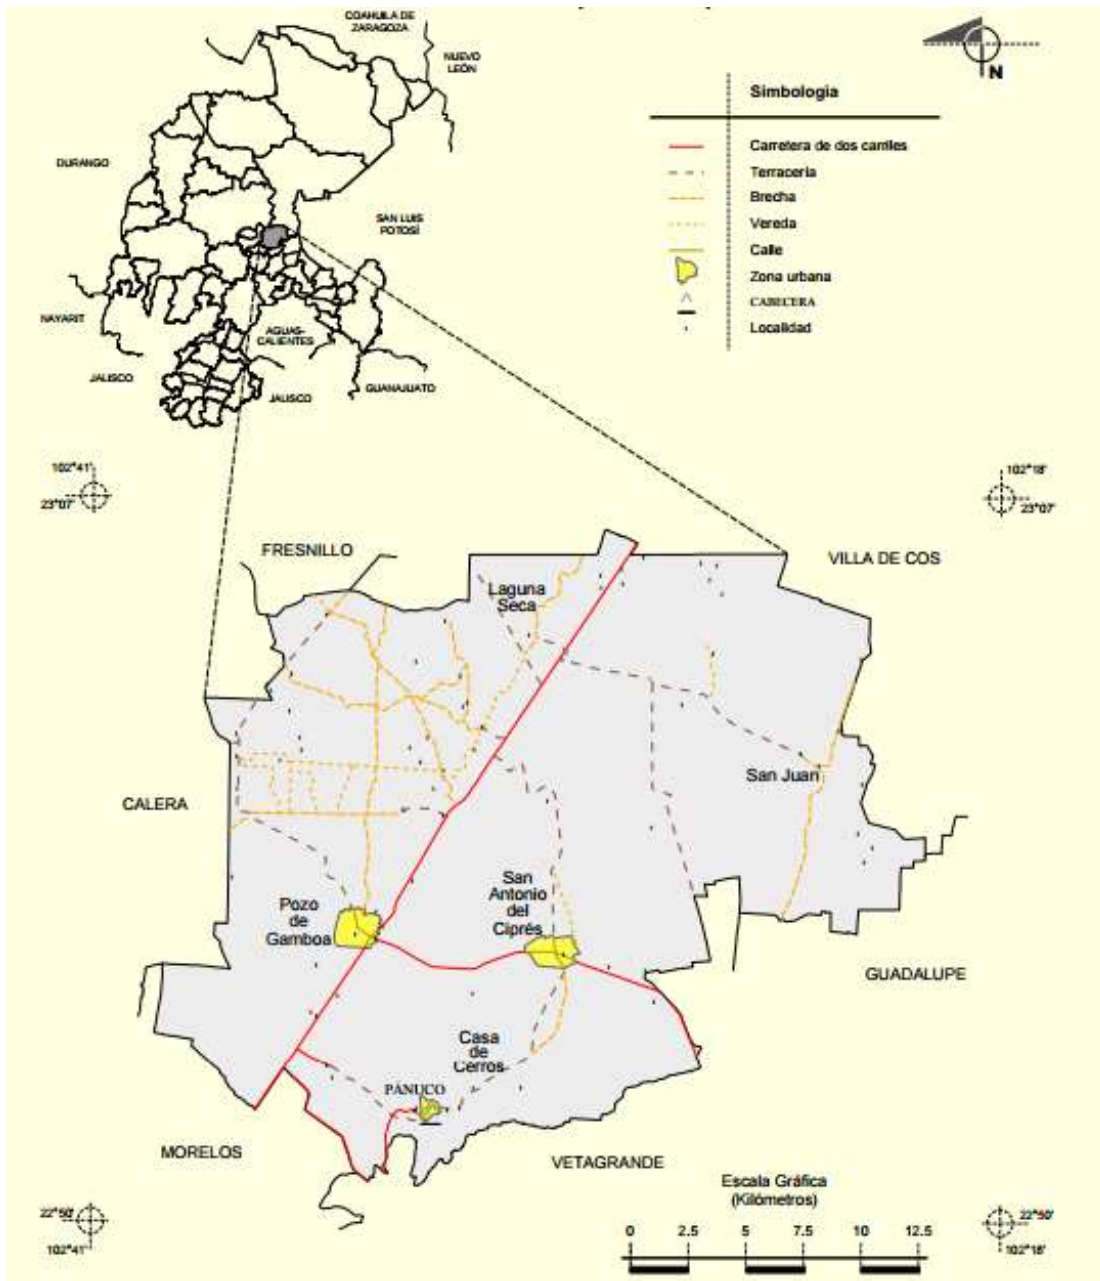 COAHUILA DE
ZARAGOZA
NUEVO
LEÓN
DURANGO
SAN LUIS
POTOSÍ
NAYARIT
AGUAS-
CALIENTES
JALISCO
JALISCO
GUANAJUATO
N
Simbología
Carretera de dos carriles
Terracería
Brecha
Vereda
Calle
Zona urbana
CABECERA
Localidad
102°41'
23°07'
102°18'
23°07'
FRESNILLO
VILLA DE COS
Laguna
Seca
San Juan
CALERA
Pozo
de
Gamboa
San
Antonio
del
Ciprés
GUADALUPE
Casa
de
Cerros
PÁNUCO
MORELOS
VETAGRANDE
Escala Gráfica
(Kilómetros)
0 2.5 5 7.5 10 12.5
22°50'
102°41'
22°50'
102°18'